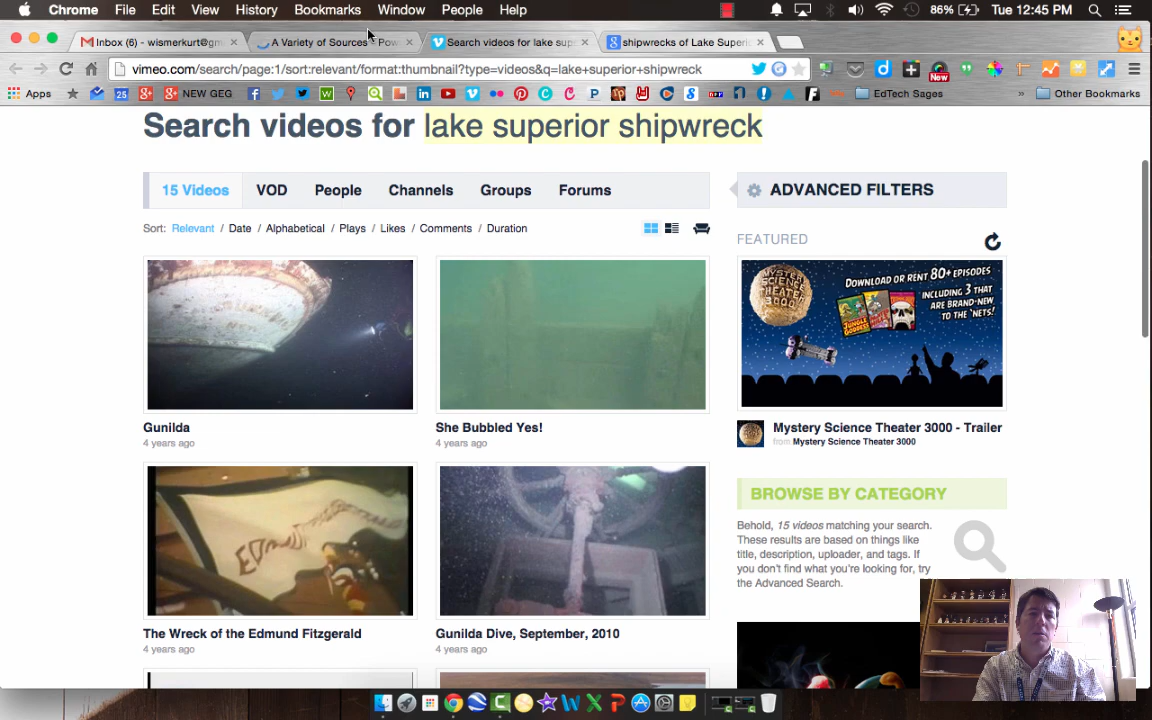 Chrome File Edit View History Bookmarks Window People Help 86% Tue 12:45 PM
Inbox (6) - wismerkurt@gm
A Variety of Sources - Pow
Search videos for lake sup
shipwrecks of Lake Superi
vimeo.com/search/page:1/sort:relevant/format:thumbnail?type=videos&q=lake+superior+shipwreck
New
Apps 25 NEW GEG EdTech Sages » Other Bookmarks
Search videos for lake superior shipwreck
15 Videos VOD People Channels Groups Forums
ADVANCED FILTERS
Sort: Relevant / Date / Alphabetical / Plays / Likes / Comments / Duration
FEATURED
MYSTERY SCIENCE THEATER 3000
DOWNLOAD OR RENT 80+ EPISODES
INCLUDING 3 THAT
ARE BRAND-NEW
TO THE 'NETS!
Gunilda
4 years ago
She Bubbled Yes!
4 years ago
Mystery Science Theater 3000 - Trailer
from Mystery Science Theater 3000
BROWSE BY CATEGORY
Behold, 15 videos matching your search.
These results are based on things like
title, description, uploader, and tags. If
you don't find what you're looking for, try
the Advanced Search.
The Wreck of the Edmund Fitzgerald
4 years ago
Gunilda Dive, September, 2010
4 years ago